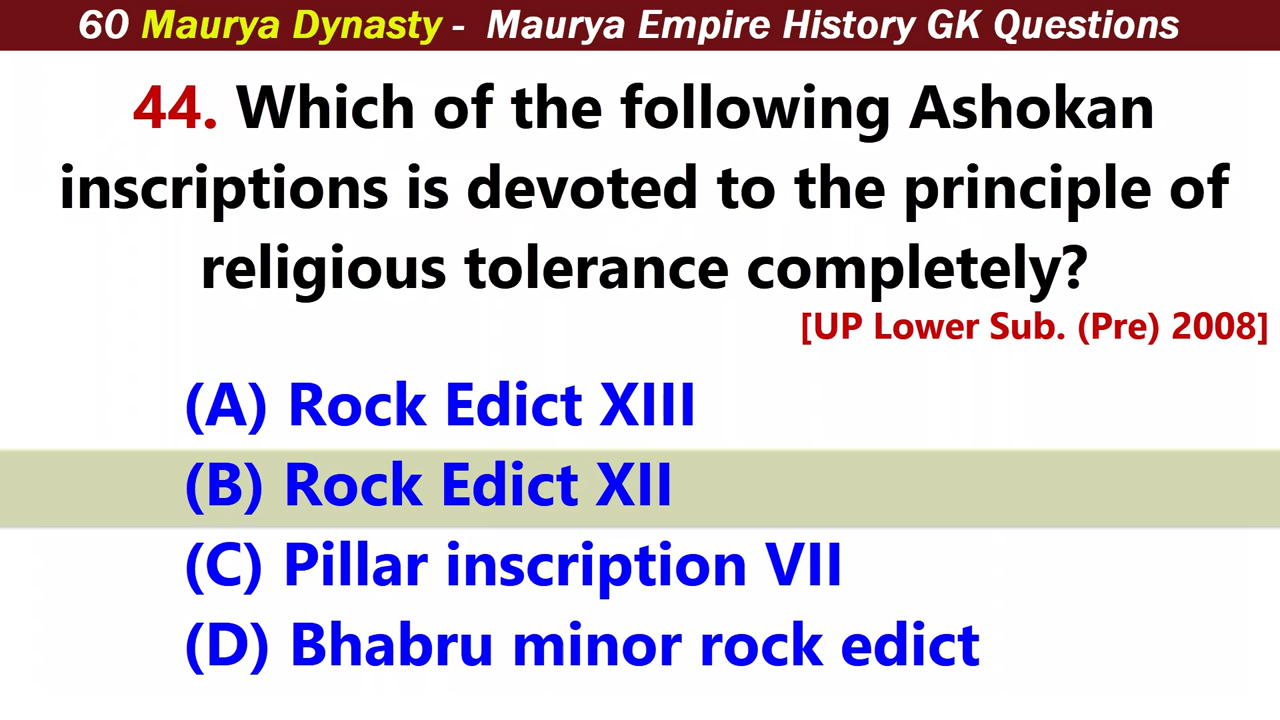 60 Maurya Dynasty - Maurya Empire History GK Questions
44. Which of the following Ashokan
inscriptions is devoted to the principle of
religious tolerance completely?
[UP Lower Sub. (Pre) 2008]
(A) Rock Edict XIII
(B) Rock Edict XII
(C) Pillar inscription VII
(D) Bhabru minor rock edict